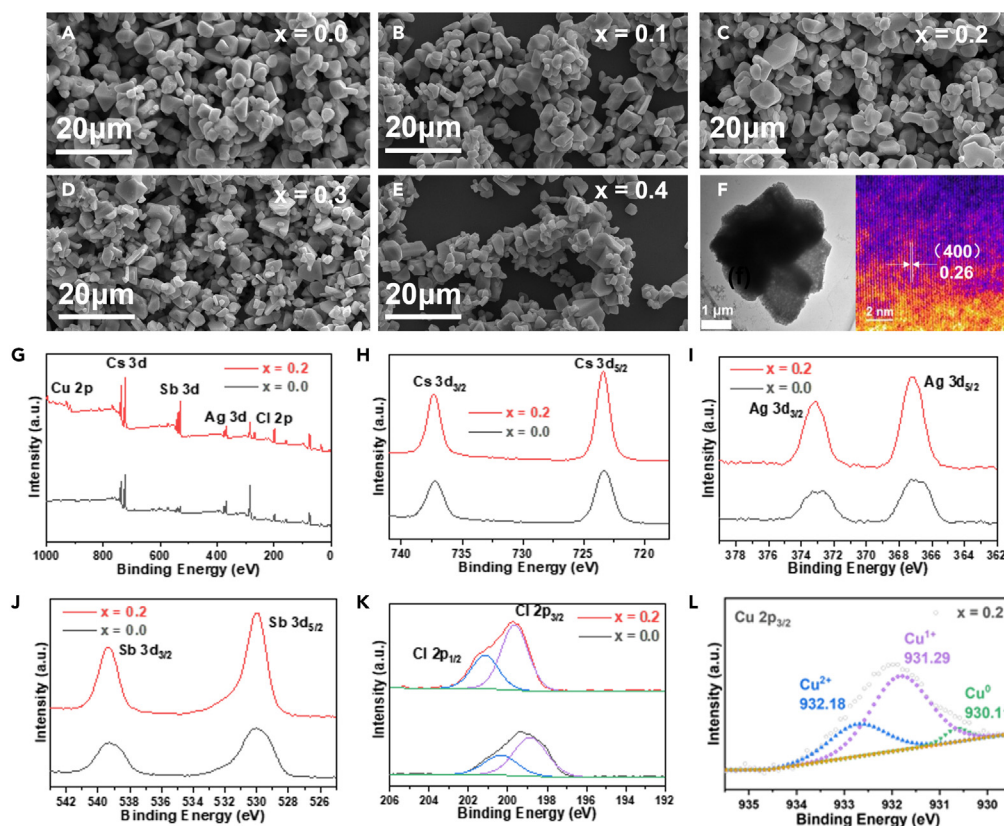 A
x = 0.0
20μm
B
x = 0.1
20μm
C
x = 0.2
20μm
D
x = 0.3
20μm
E
x = 0.4
20μm
F
(f)
1 μm
(400)
0.26
2 nm
G
Cu 2p
Cs 3d
Sb 3d
Ag 3d
Cl 2p
x = 0.2
x = 0.0
Intensity (a.u.)
1000 800 600 400 200 0
Binding Energy (eV)
H
Cs 3d3/2
Cs 3d5/2
x = 0.2
x = 0.0
Intensity (a.u.)
740 735 730 725 720
Binding Energy (eV)
I
x = 0.2
x = 0.0
Ag 3d3/2
Ag 3d5/2
Intensity (a.u.)
378 376 374 372 370 368 366 364 362
Binding Energy (eV)
J
x = 0.2
x = 0.0
Sb 3d3/2
Sb 3d5/2
Intensity (a.u.)
542 540 538 536 534 532 530 528 526
Binding Energy (eV)
K
Cl 2p1/2
Cl 2p3/2
x = 0.2
x = 0.0
Intensity (a.u.)
206 204 202 200 198 196 194 192
Binding Energy (eV)
L
Cu 2p3/2
x = 0.2
Cu1+
931.29
Cu2+
932.18
Cu0
930.11
Intensity (a.u.)
935 934 933 932 931 930
Binding Energy (eV)